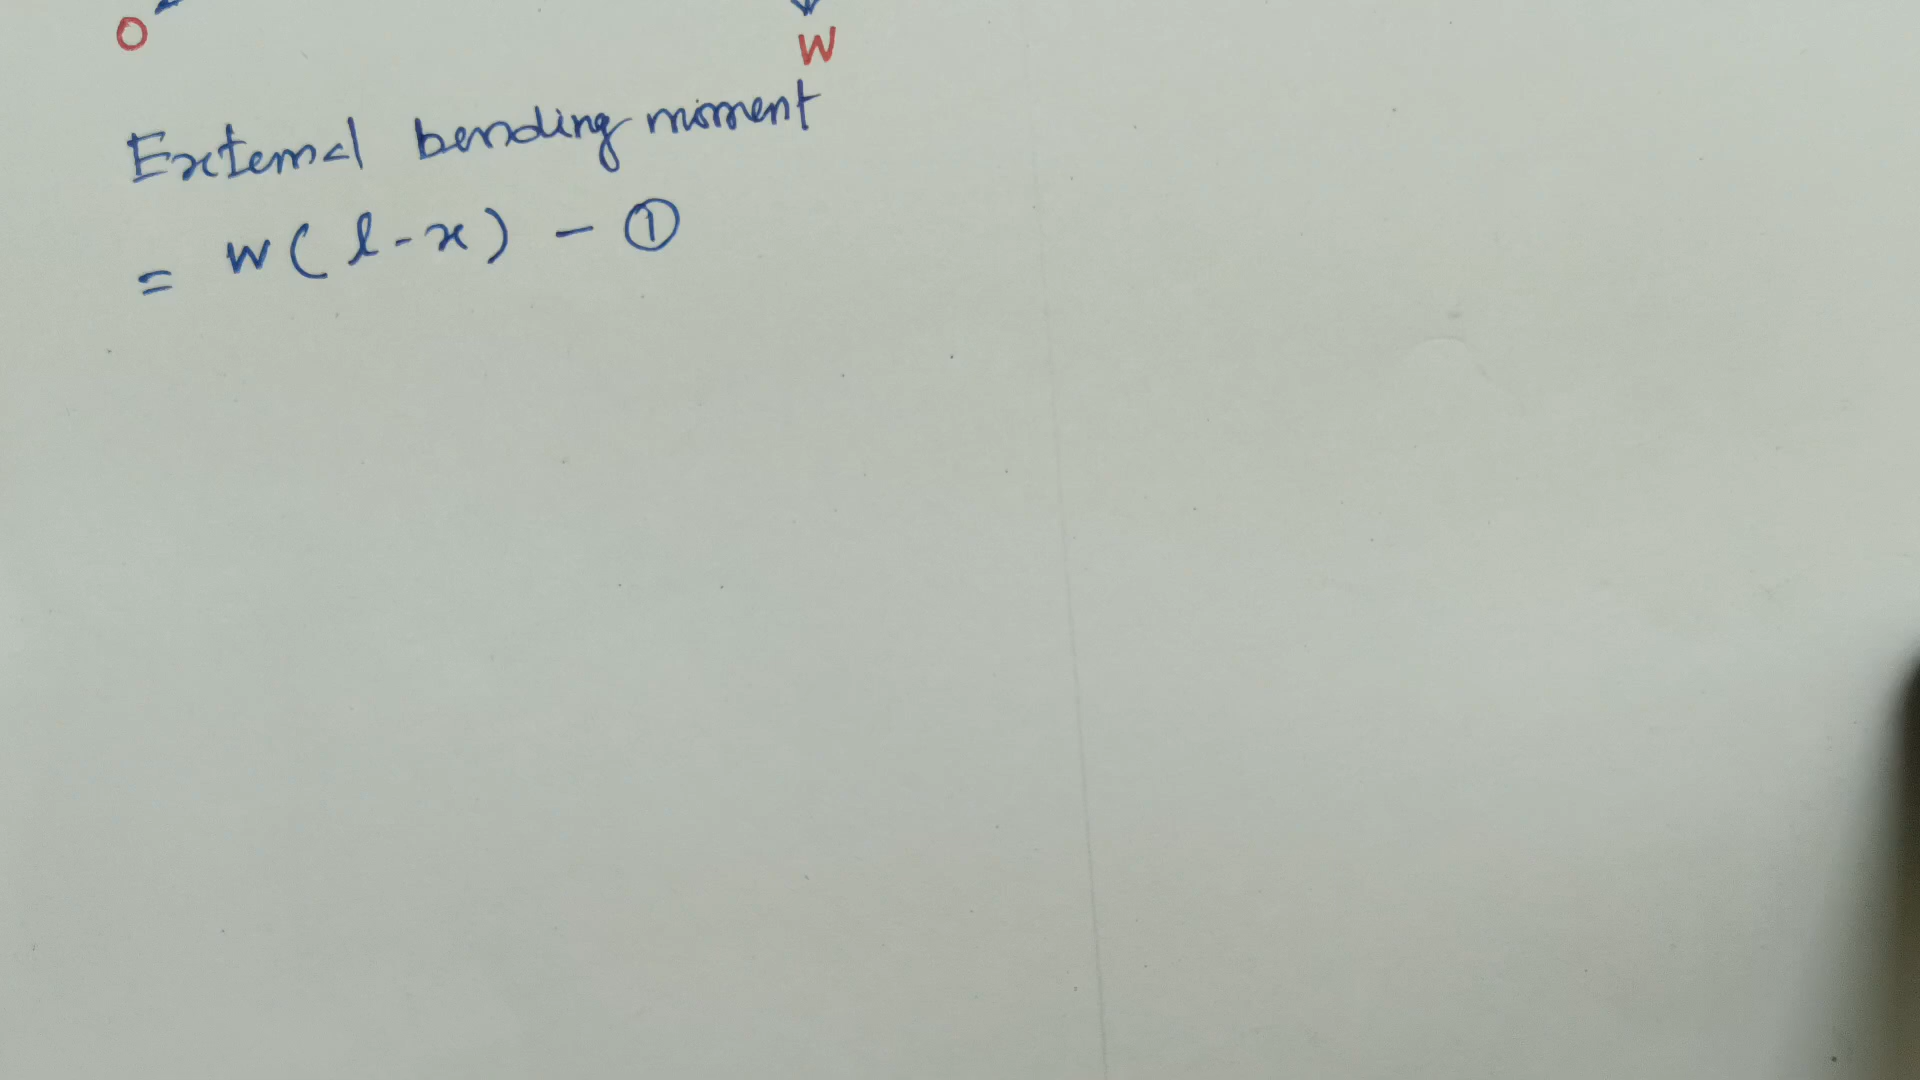 O
W
External bending moment
= W ( l - x ) - ①